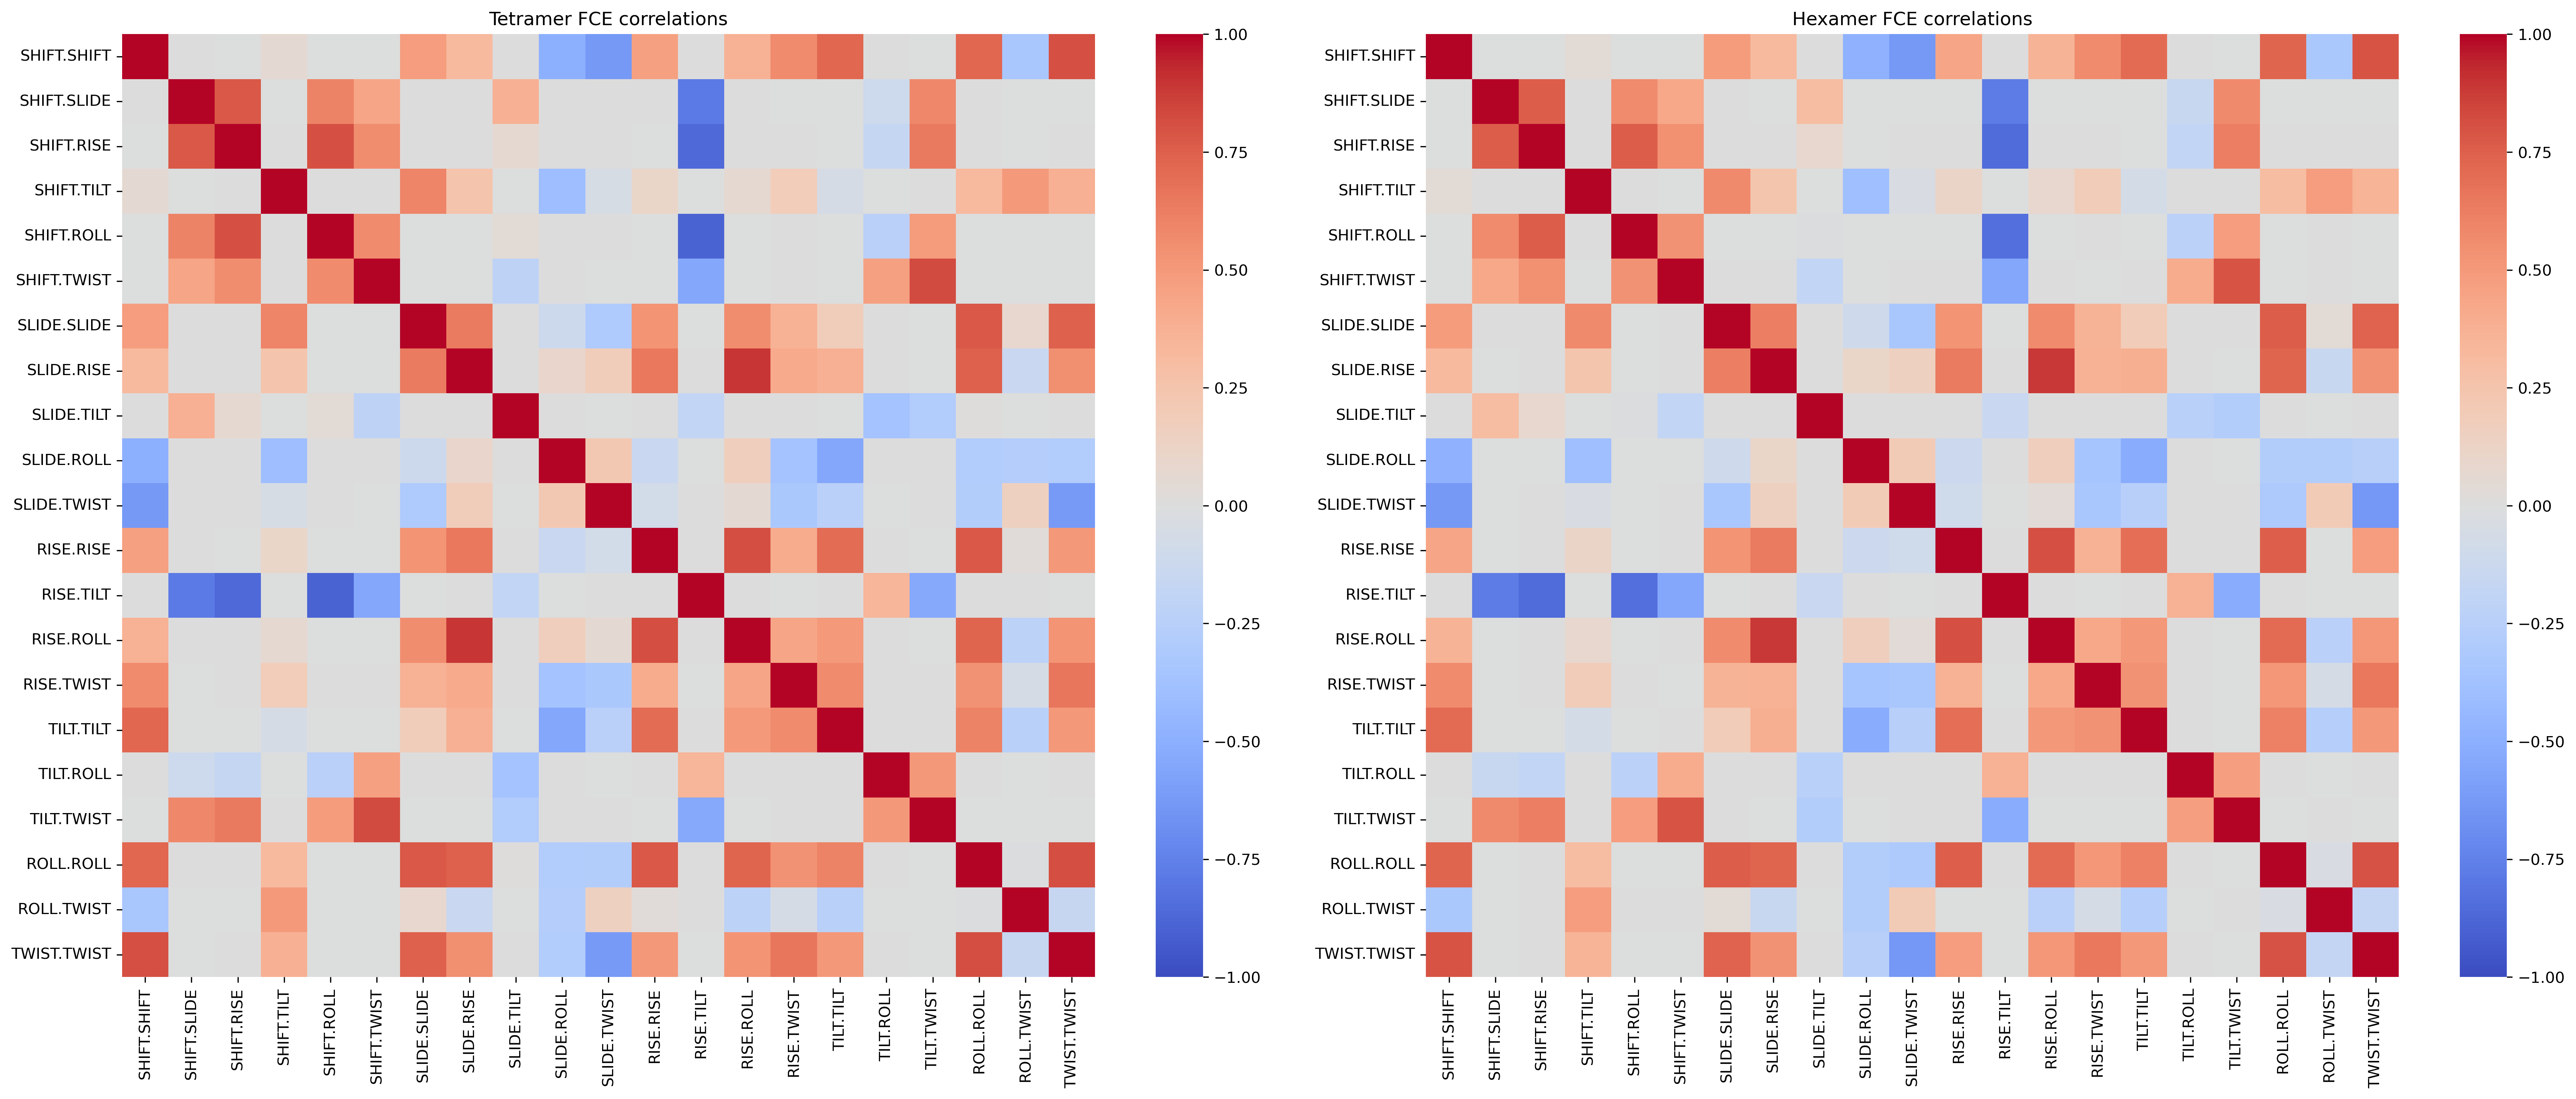 Tetramer FCE correlations
SHIFT.SHIFT
SHIFT.SLIDE
SHIFT.RISE
SHIFT.TILT
SHIFT.ROLL
SHIFT.TWIST
SLIDE.SLIDE
SLIDE.RISE
SLIDE.TILT
SLIDE.ROLL
SLIDE.TWIST
RISE.RISE
RISE.TILT
RISE.ROLL
RISE.TWIST
TILT.TILT
TILT.ROLL
TILT.TWIST
ROLL.ROLL
ROLL.TWIST
TWIST.TWIST
SHIFT.SHIFT
SHIFT.SLIDE
SHIFT.RISE
SHIFT.TILT
SHIFT.ROLL
SHIFT.TWIST
SLIDE.SLIDE
SLIDE.RISE
SLIDE.TILT
SLIDE.ROLL
SLIDE.TWIST
RISE.RISE
RISE.TILT
RISE.ROLL
RISE.TWIST
TILT.TILT
TILT.ROLL
TILT.TWIST
ROLL.ROLL
ROLL.TWIST
TWIST.TWIST
1.00
0.75
0.50
0.25
0.00
−0.25
−0.50
−0.75
−1.00
Hexamer FCE correlations
SHIFT.SHIFT
SHIFT.SLIDE
SHIFT.RISE
SHIFT.TILT
SHIFT.ROLL
SHIFT.TWIST
SLIDE.SLIDE
SLIDE.RISE
SLIDE.TILT
SLIDE.ROLL
SLIDE.TWIST
RISE.RISE
RISE.TILT
RISE.ROLL
RISE.TWIST
TILT.TILT
TILT.ROLL
TILT.TWIST
ROLL.ROLL
ROLL.TWIST
TWIST.TWIST
SHIFT.SHIFT
SHIFT.SLIDE
SHIFT.RISE
SHIFT.TILT
SHIFT.ROLL
SHIFT.TWIST
SLIDE.SLIDE
SLIDE.RISE
SLIDE.TILT
SLIDE.ROLL
SLIDE.TWIST
RISE.RISE
RISE.TILT
RISE.ROLL
RISE.TWIST
TILT.TILT
TILT.ROLL
TILT.TWIST
ROLL.ROLL
ROLL.TWIST
TWIST.TWIST
1.00
0.75
0.50
0.25
0.00
−0.25
−0.50
−0.75
−1.00